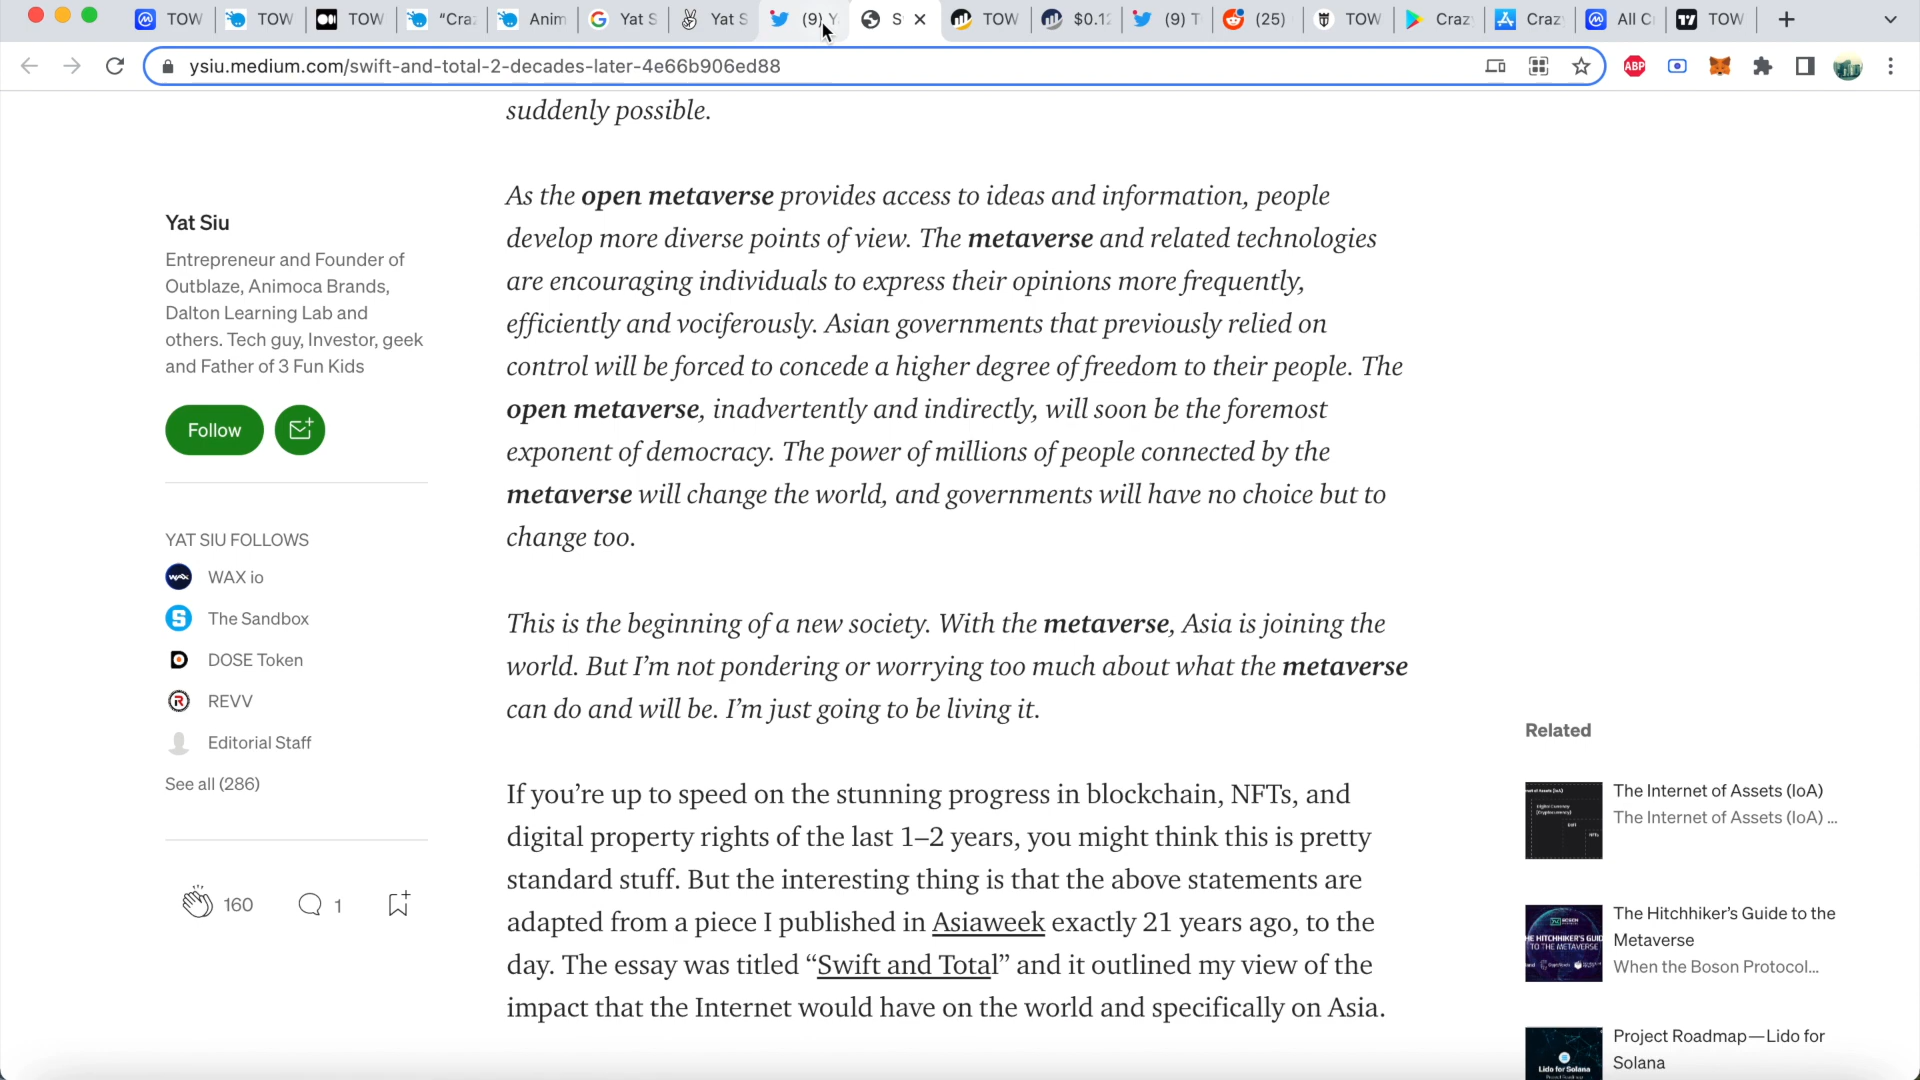 TOW
TOW
TOW
"Craz
Anim
Yat S
Yat S
(9) Y
S
TOW
$0.12
(9) T
(25)
TOW
Crazy
Craz
All C
TOW
ysiu.medium.com/swift-and-total-2-decades-later-4e66b906ed88
ABP
suddenly possible.
As the open metaverse provides access to ideas and information, people
develop more diverse points of view. The metaverse and related technologies
are encouraging individuals to express their opinions more frequently,
efficiently and vociferously. Asian governments that previously relied on
control will be forced to concede a higher degree of freedom to their people. The
open metaverse, inadvertently and indirectly, will soon be the foremost
exponent of democracy. The power of millions of people connected by the
metaverse will change the world, and governments will have no choice but to
change too.
This is the beginning of a new society. With the metaverse, Asia is joining the
world. But I'm not pondering or worrying too much about what the metaverse
can do and will be. I'm just going to be living it.
If you're up to speed on the stunning progress in blockchain, NFTs, and
digital property rights of the last 1–2 years, you might think this is pretty
standard stuff. But the interesting thing is that the above statements are
adapted from a piece I published in Asiaweek exactly 21 years ago, to the
day. The essay was titled “Swift and Total” and it outlined my view of the
impact that the Internet would have on the world and specifically on Asia.
Yat Siu
Entrepreneur and Founder of
Outblaze, Animoca Brands,
Dalton Learning Lab and
others. Tech guy, Investor, geek
and Father of 3 Fun Kids
Follow
YAT SIU FOLLOWS
WAX io
The Sandbox
DOSE Token
REVV
Editorial Staff
See all (286)
160
1
Related
The Internet of Assets (IoA)
The Internet of Assets (IoA) ...
The Hitchhiker's Guide to the
Metaverse
When the Boson Protocol...
Project Roadmap — Lido for
Solana
Lido for Solana